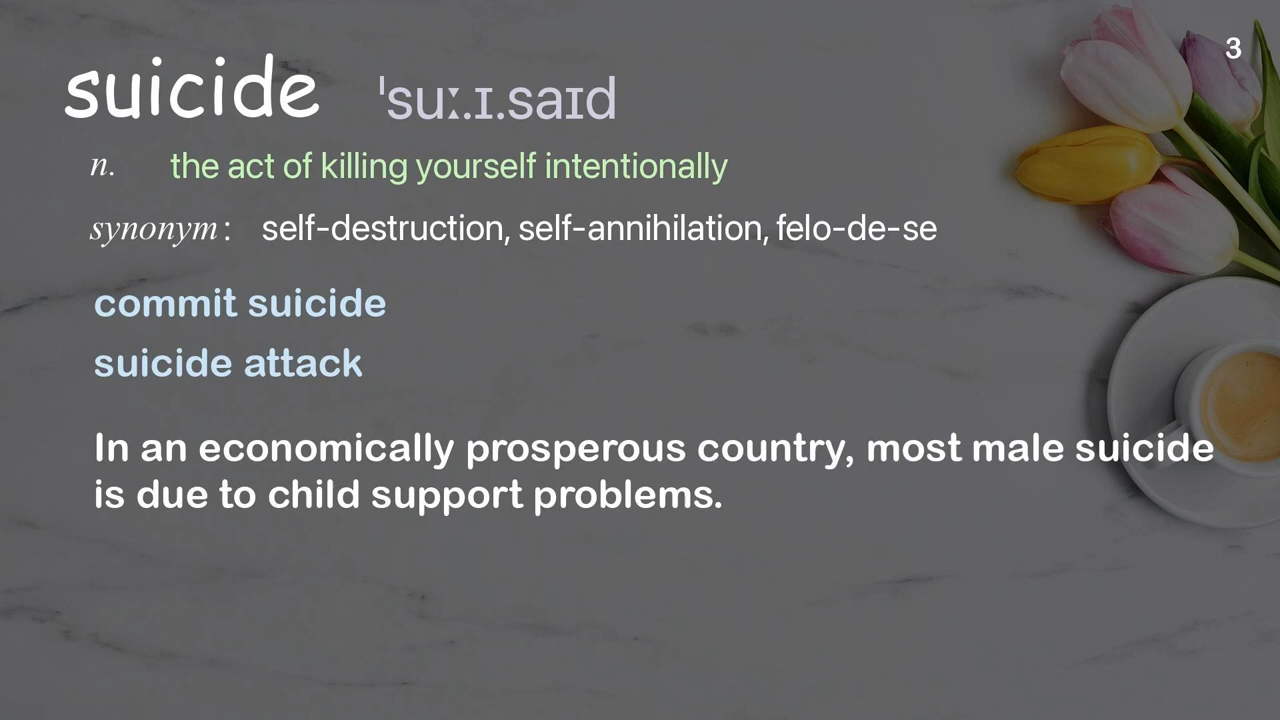 3
suicide ˈsuː.ɪ.saɪd
n. the act of killing yourself intentionally
synonym: self-destruction, self-annihilation, felo-de-se
commit suicide
suicide attack
In an economically prosperous country, most male suicide
is due to child support problems.